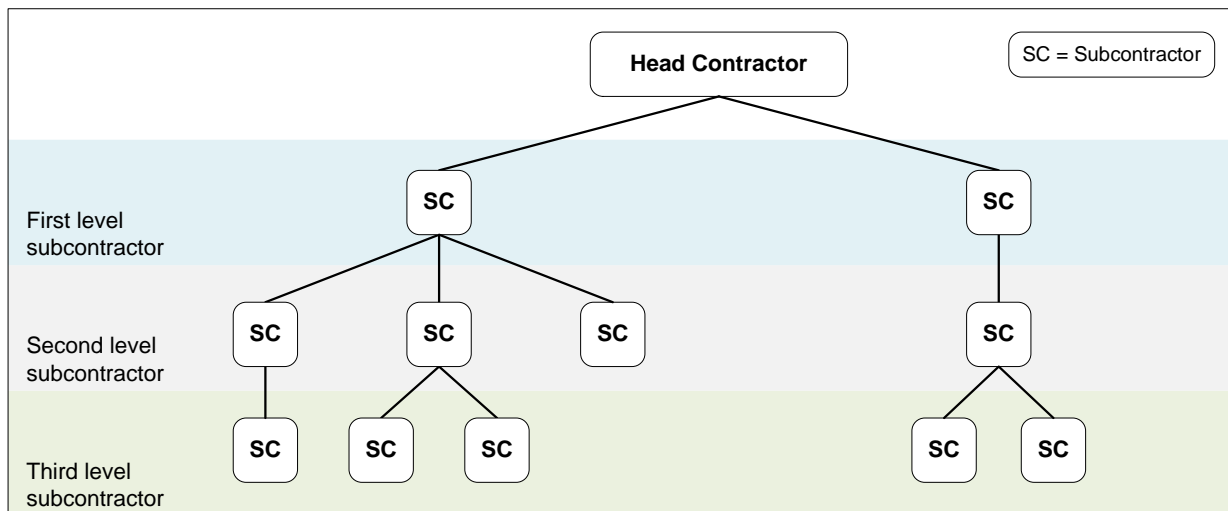 Head Contractor
SC = Subcontractor
First level
subcontractor
SC
SC
Second level
subcontractor
SC
SC
SC
SC
Third level
subcontractor
SC
SC
SC
SC
SC